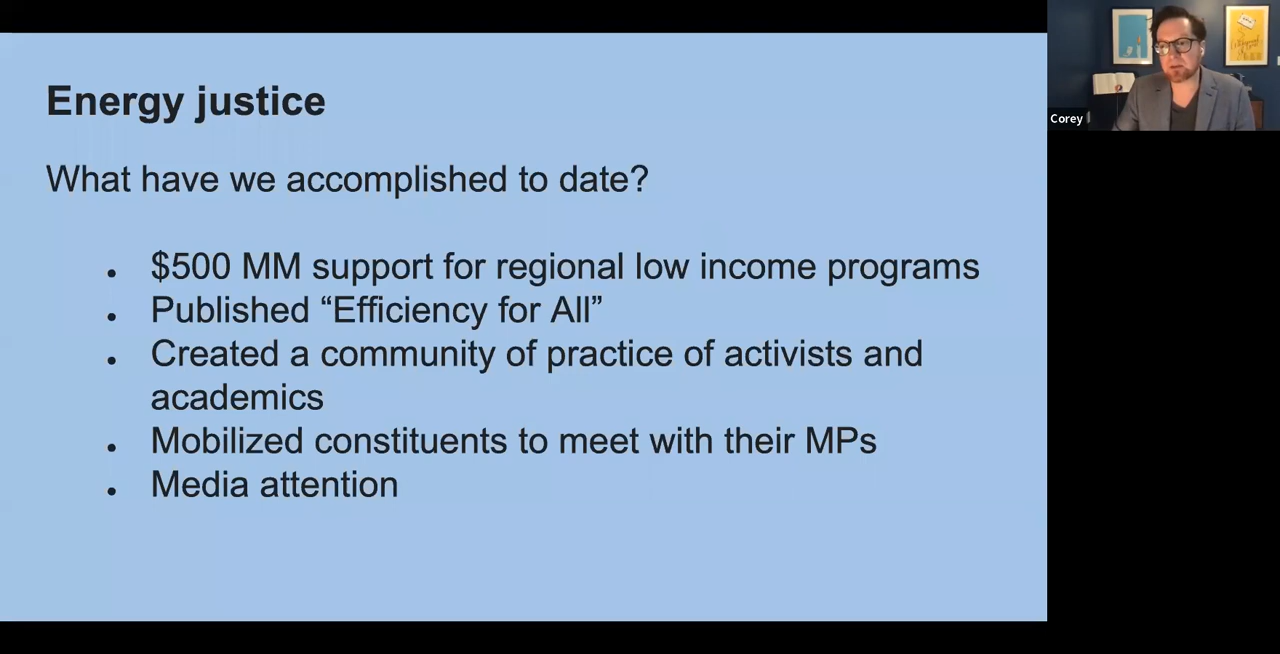 Energy justice
What have we accomplished to date?
• $500 MM support for regional low income programs
• Published “Efficiency for All”
• Created a community of practice of activists and
academics
• Mobilized constituents to meet with their MPs
• Media attention
Corey